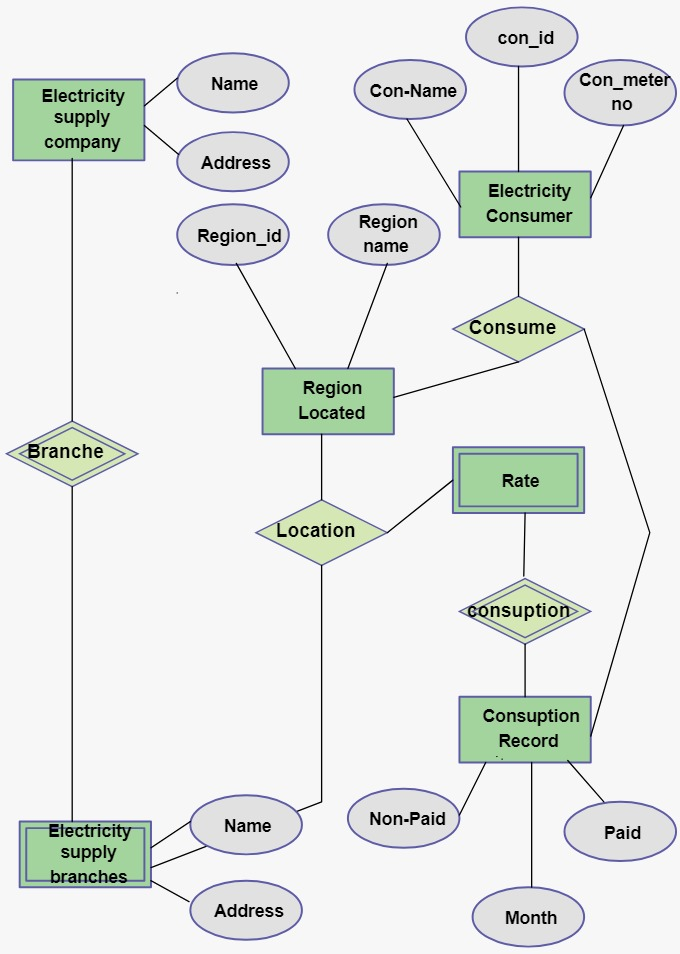 con_id
Electricity
supply
company
Name
Con-Name
Con_meter
no
Address
Electricity
Consumer
Region_id
Region
name
Consume
Region
Located
Branche
Rate
Location
consuption
Consuption
Record
Non-Paid
Name
Paid
Electricity
supply
branches
Address
Month